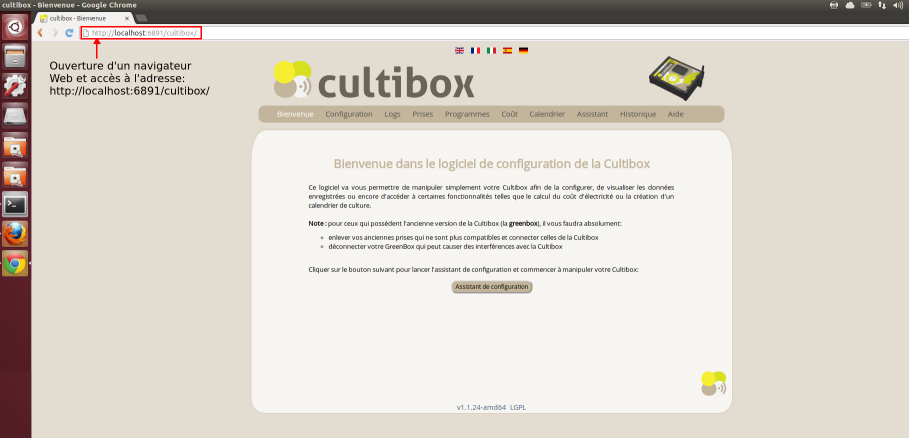 cultibox - Bienvenue - Google Chrome
cultibox - Bienvenue
http://localhost:6891/cultibox/
Ouverture d'un navigateur
Web et accès à l'adresse:
http://localhost:6891/cultibox/
cultibox
Bienvenue Configuration Logs Prises Programmes Coût Calendrier Assistant Historique Aide
Bienvenue dans le logiciel de configuration de la Cultibox
Ce logiciel va vous permettre de manipuler simplement votre Cultibox afin de la configurer, de visualiser les données
enregistrées ou encore d'accéder à certaines fonctionnalités telles que le calcul du coût d'électricité ou la création d'un
calendrier de culture.
Note : pour ceux qui possèdent l'ancienne version de la Cultibox (la greenbox), il vous faudra absolument:
enlever vos anciennes prises qui ne sont plus compatibles et connecter celles de la Cultibox
déconnecter votre GreenBox qui peut causer des interférences avec la Cultibox
Cliquer sur le bouton suivant pour lancer l'assistant de configuration et commencer à manipuler votre Cultibox:
Assistant de configuration
v1.1.24-amd64 LGPL